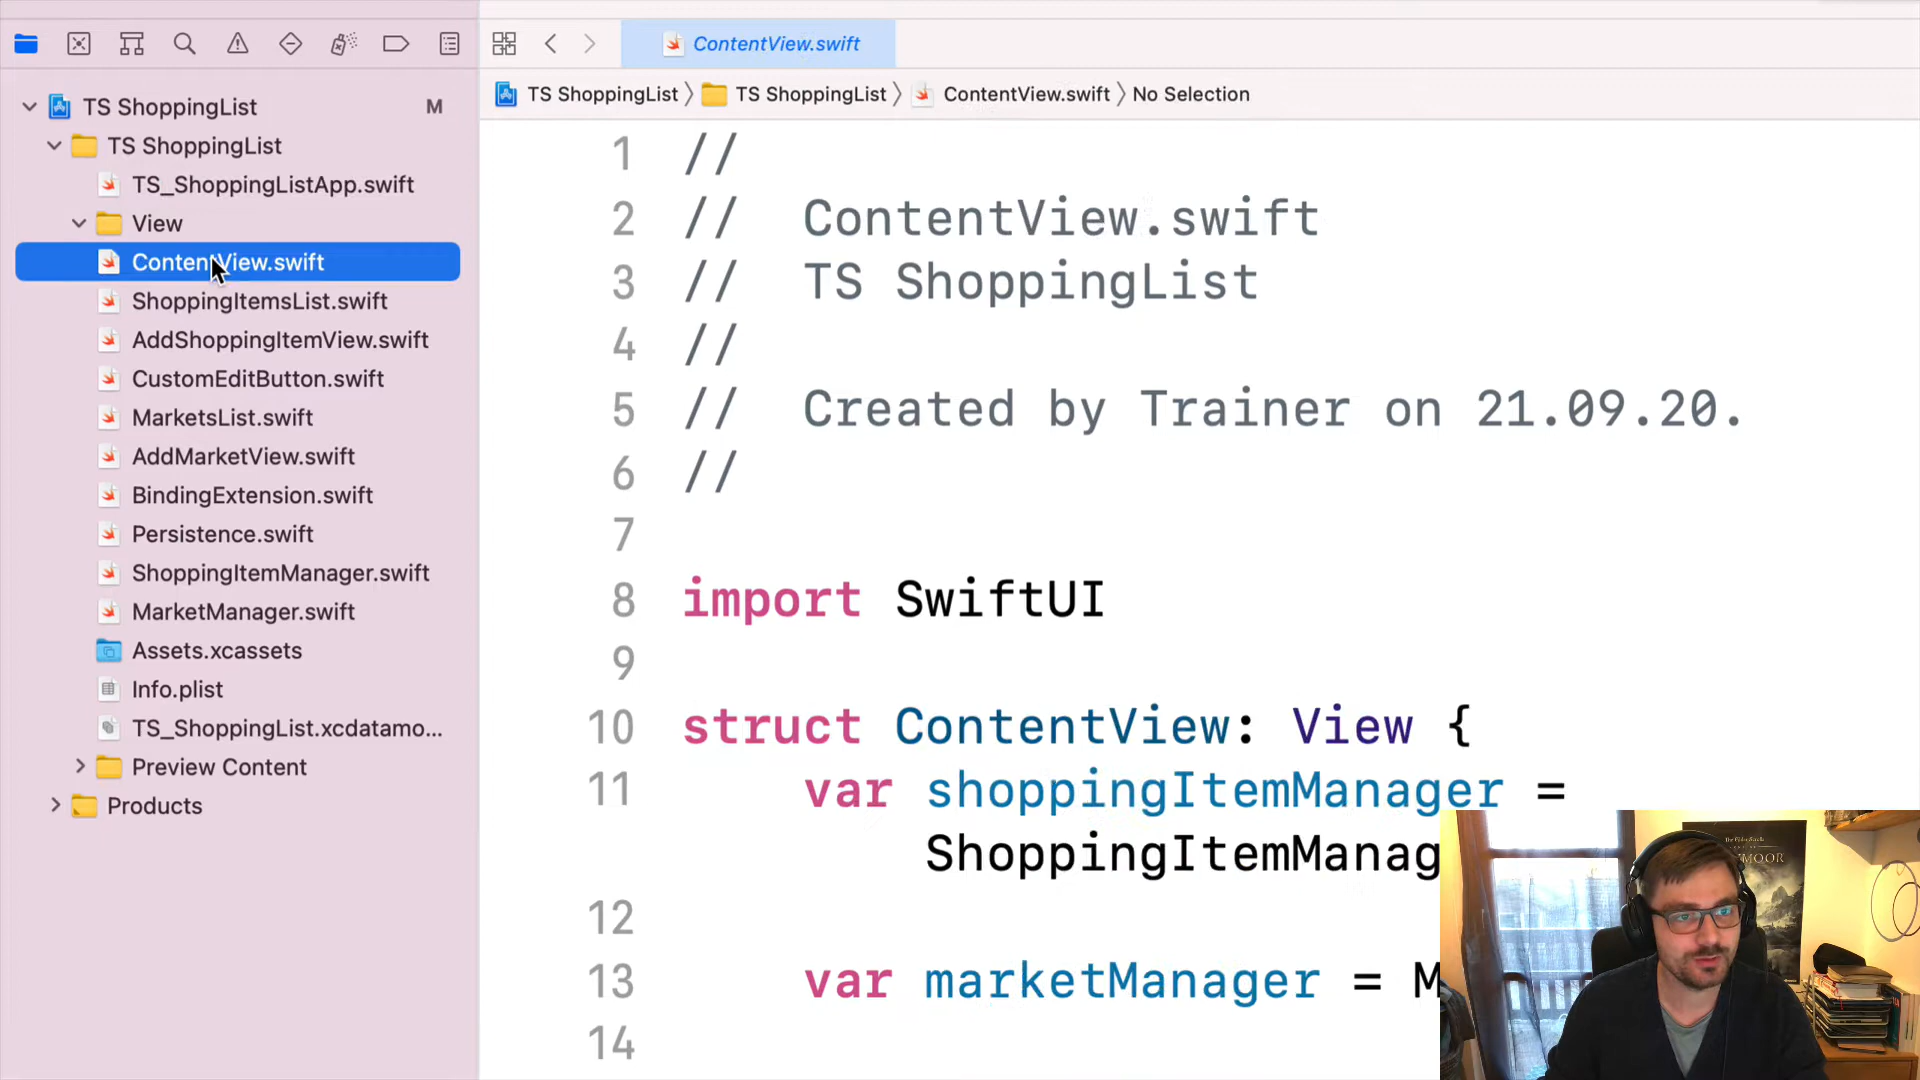 ContentView.swift
TS ShoppingList
M
TS ShoppingList
TS_ShoppingListApp.swift
View
ContentView.swift
ShoppingItemsList.swift
AddShoppingItemView.swift
CustomEditButton.swift
MarketsList.swift
AddMarketView.swift
BindingExtension.swift
Persistence.swift
ShoppingItemManager.swift
MarketManager.swift
Assets.xcassets
Info.plist
TS_ShoppingList.xcdatamo...
Preview Content
Products
TS ShoppingList 〉 TS ShoppingList 〉 ContentView.swift 〉 No Selection
1 //
2 //  ContentView.swift
3 //  TS ShoppingList
4 //
5 //  Created by Trainer on 21.09.20.
6 //
7
8 import SwiftUI
9
10 struct ContentView: View {
11 var shoppingItemManager =
ShoppingItemManag
12
13 var marketManager = M
14
The Elder Scrolls